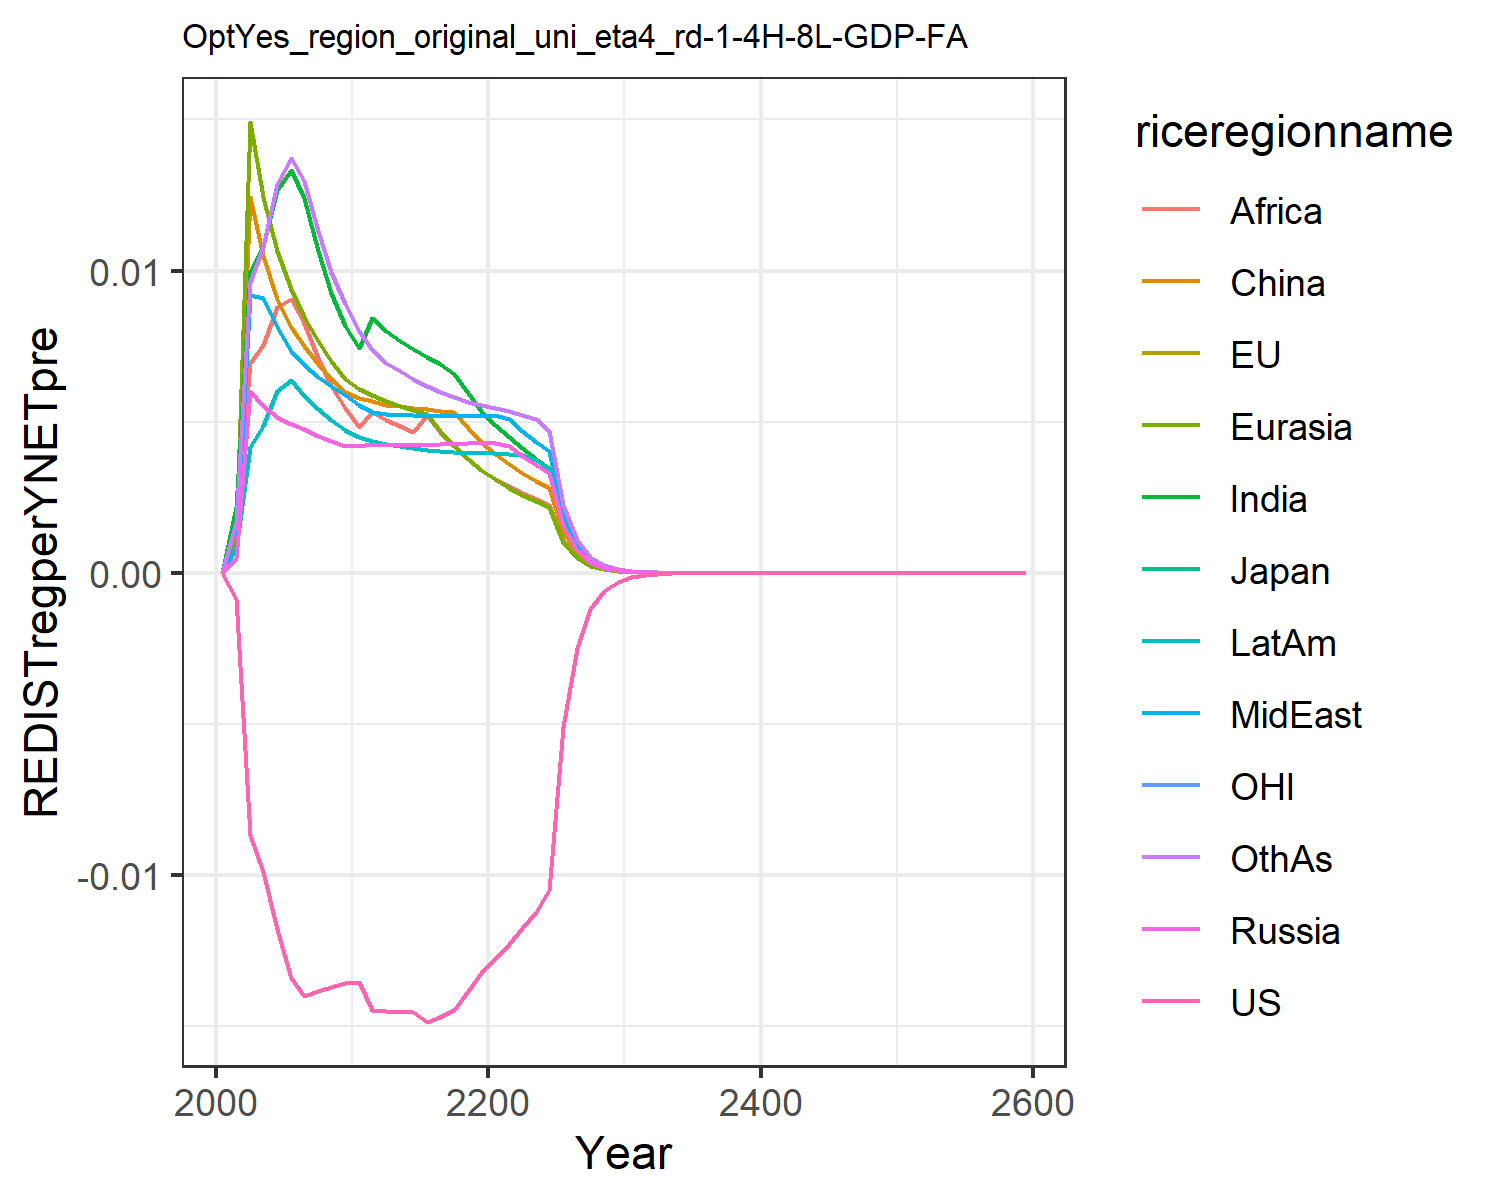 OptYes_region_original_uni_eta4_rd-1-4H-8L-GDP-FA
REDISTregperYNETpre
0.01
0.00
-0.01
2000
2200
2400
2600
Year
riceregionname
Africa
China
EU
Eurasia
India
Japan
LatAm
MidEast
OHI
OthAs
Russia
US